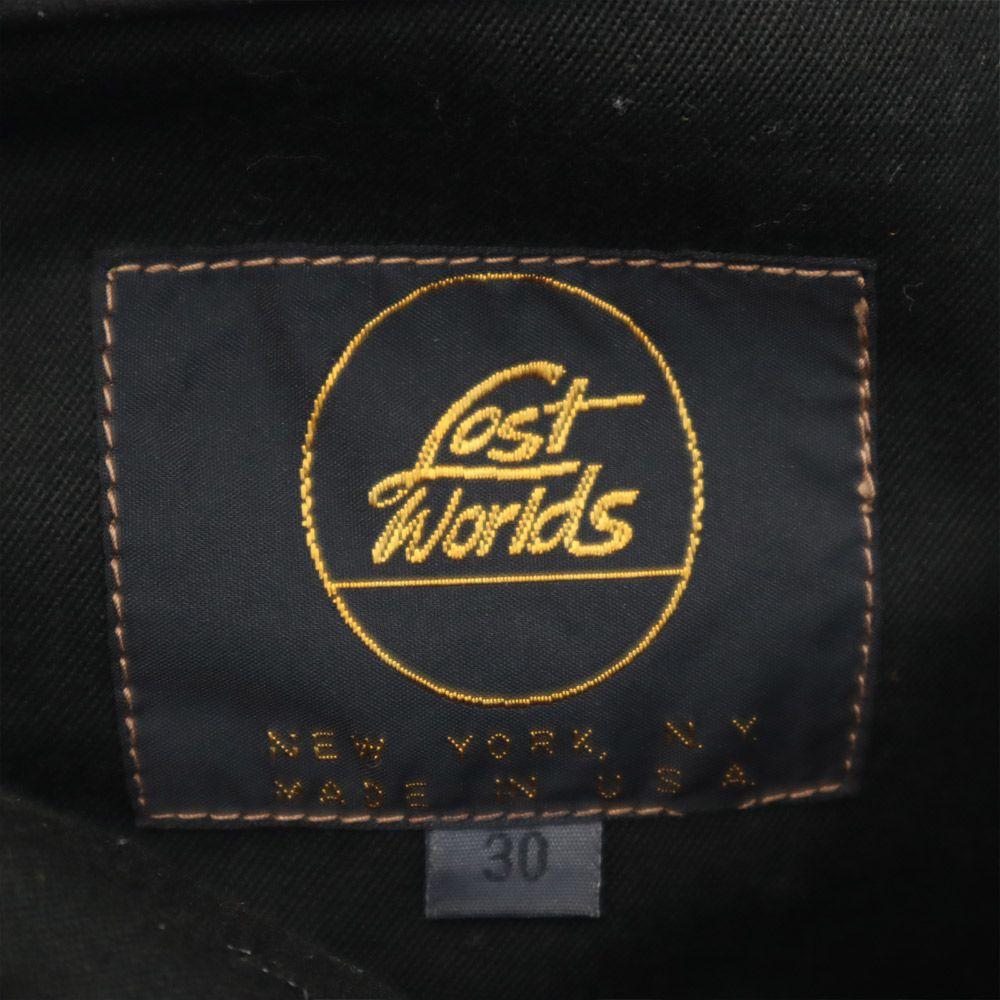 Lost
Worlds
NEW YORK, N.Y.
MADE IN U.S.A.
30